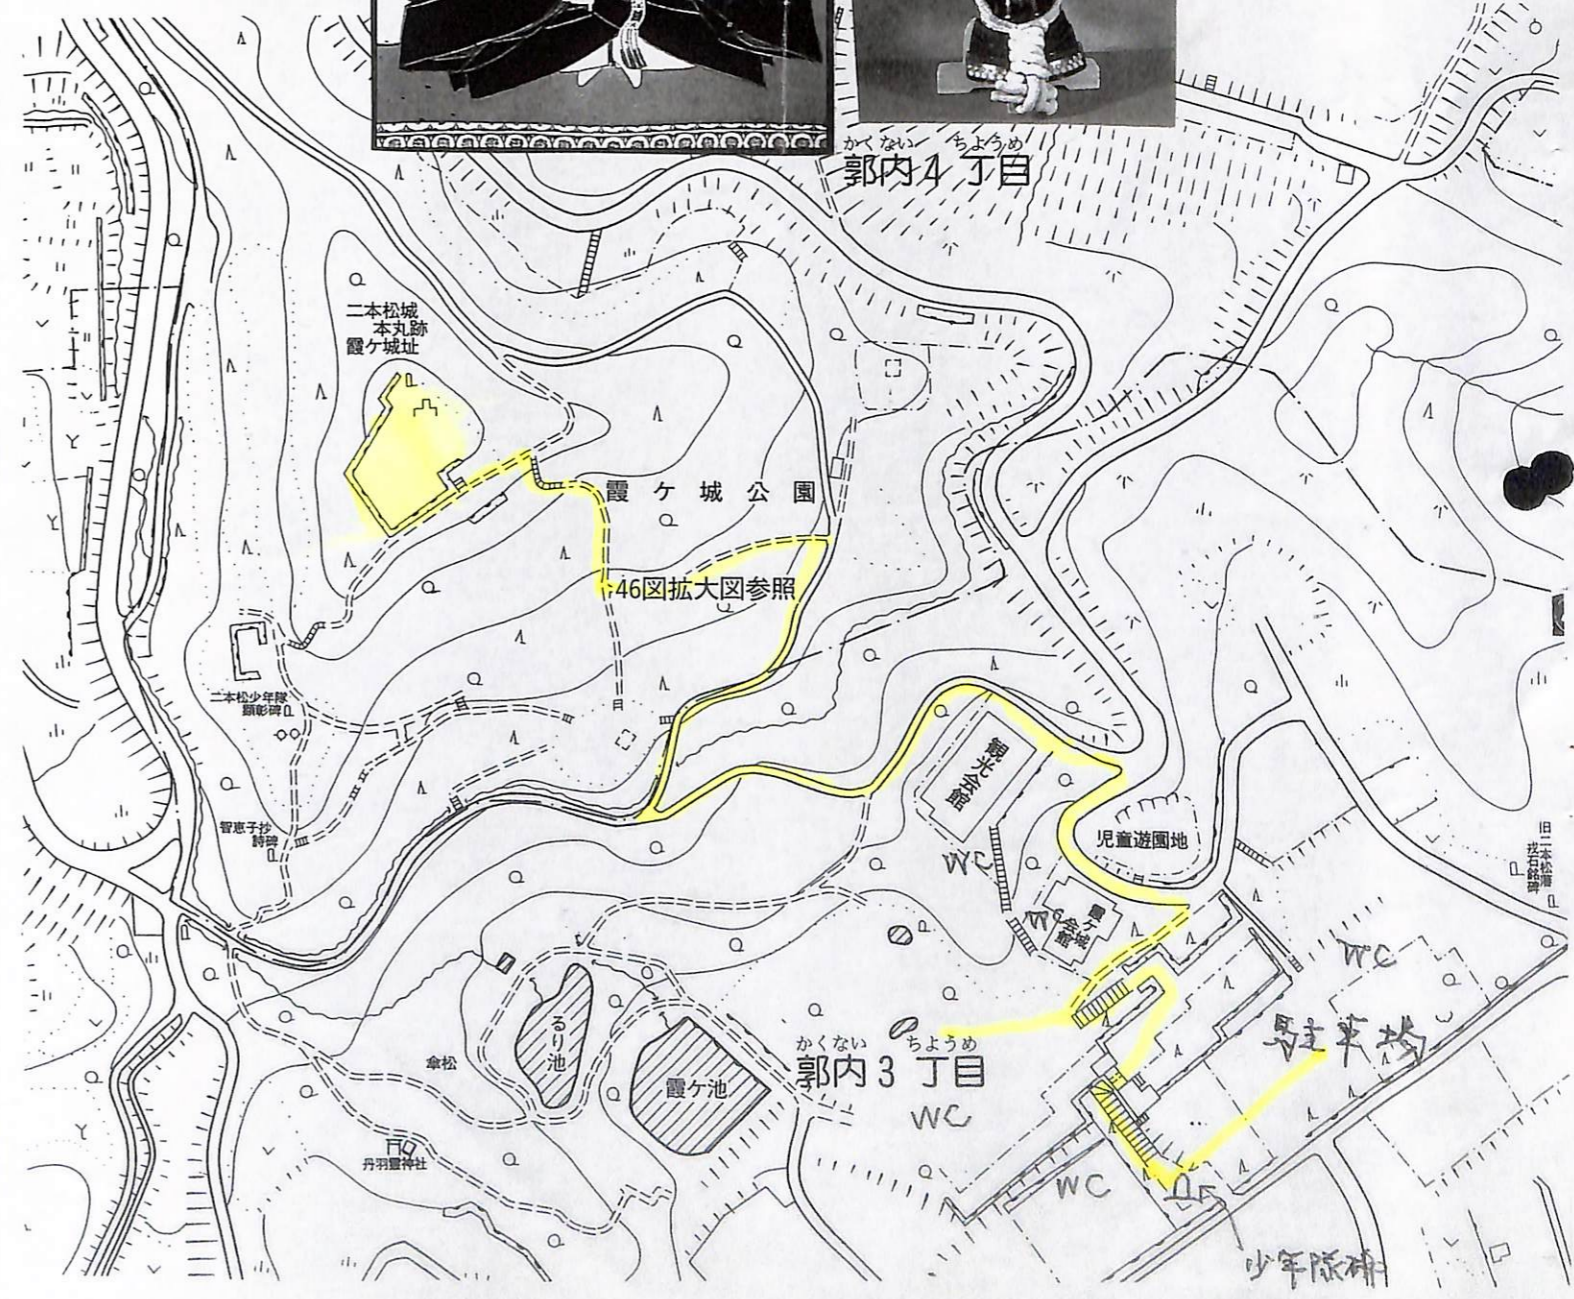 かくない ちようめ
郭内4 丁目
二本松城
本丸跡
霞ケ城址
霞ケ城公園
46図拡大図参照
二本松少年隊
顕彰碑
観光会館
児童遊園地
智恵子抄
詩碑
旧二本松藩
戎石銘碑
WC
霞ケ城
会館
WC
るり池
傘松
霞ケ池
かくない ちようめ
郭内3 丁目
駐車場
WC
丹羽霊神社
WC
少年隊碑